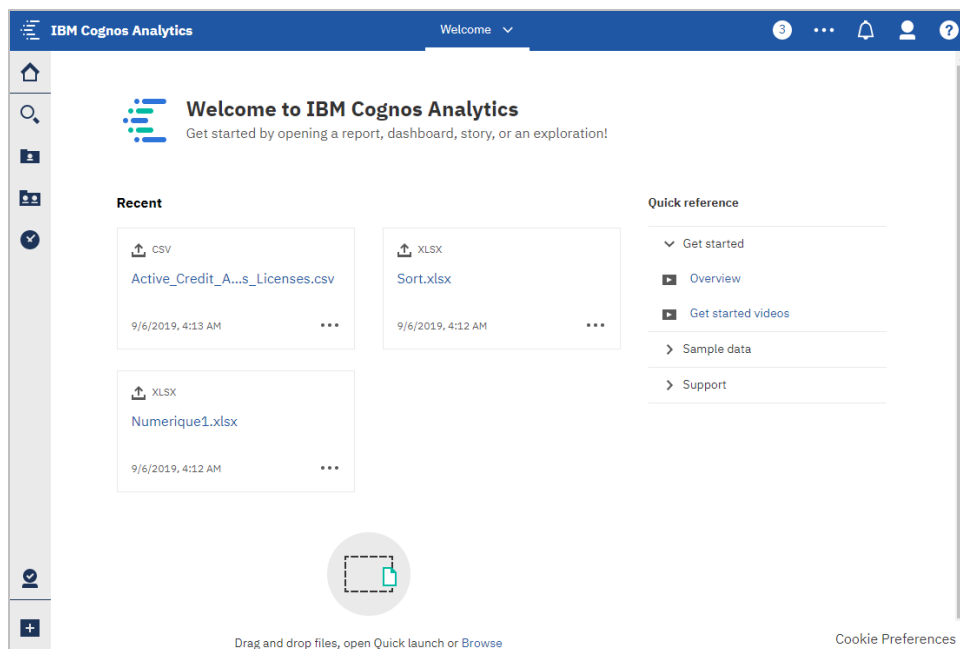 IBM Cognos Analytics
Welcome
3
?
Welcome to IBM Cognos Analytics
Get started by opening a report, dashboard, story, or an exploration!
Recent
CSV
Active_Credit_A...s_Licenses.csv
9/6/2019, 4:13 AM
XLSX
Sort.xlsx
9/6/2019, 4:12 AM
XLSX
Numerique1.xlsx
9/6/2019, 4:12 AM
Quick reference
Get started
Overview
Get started videos
Sample data
Support
Drag and drop files, open Quick launch or Browse
Cookie Preferences